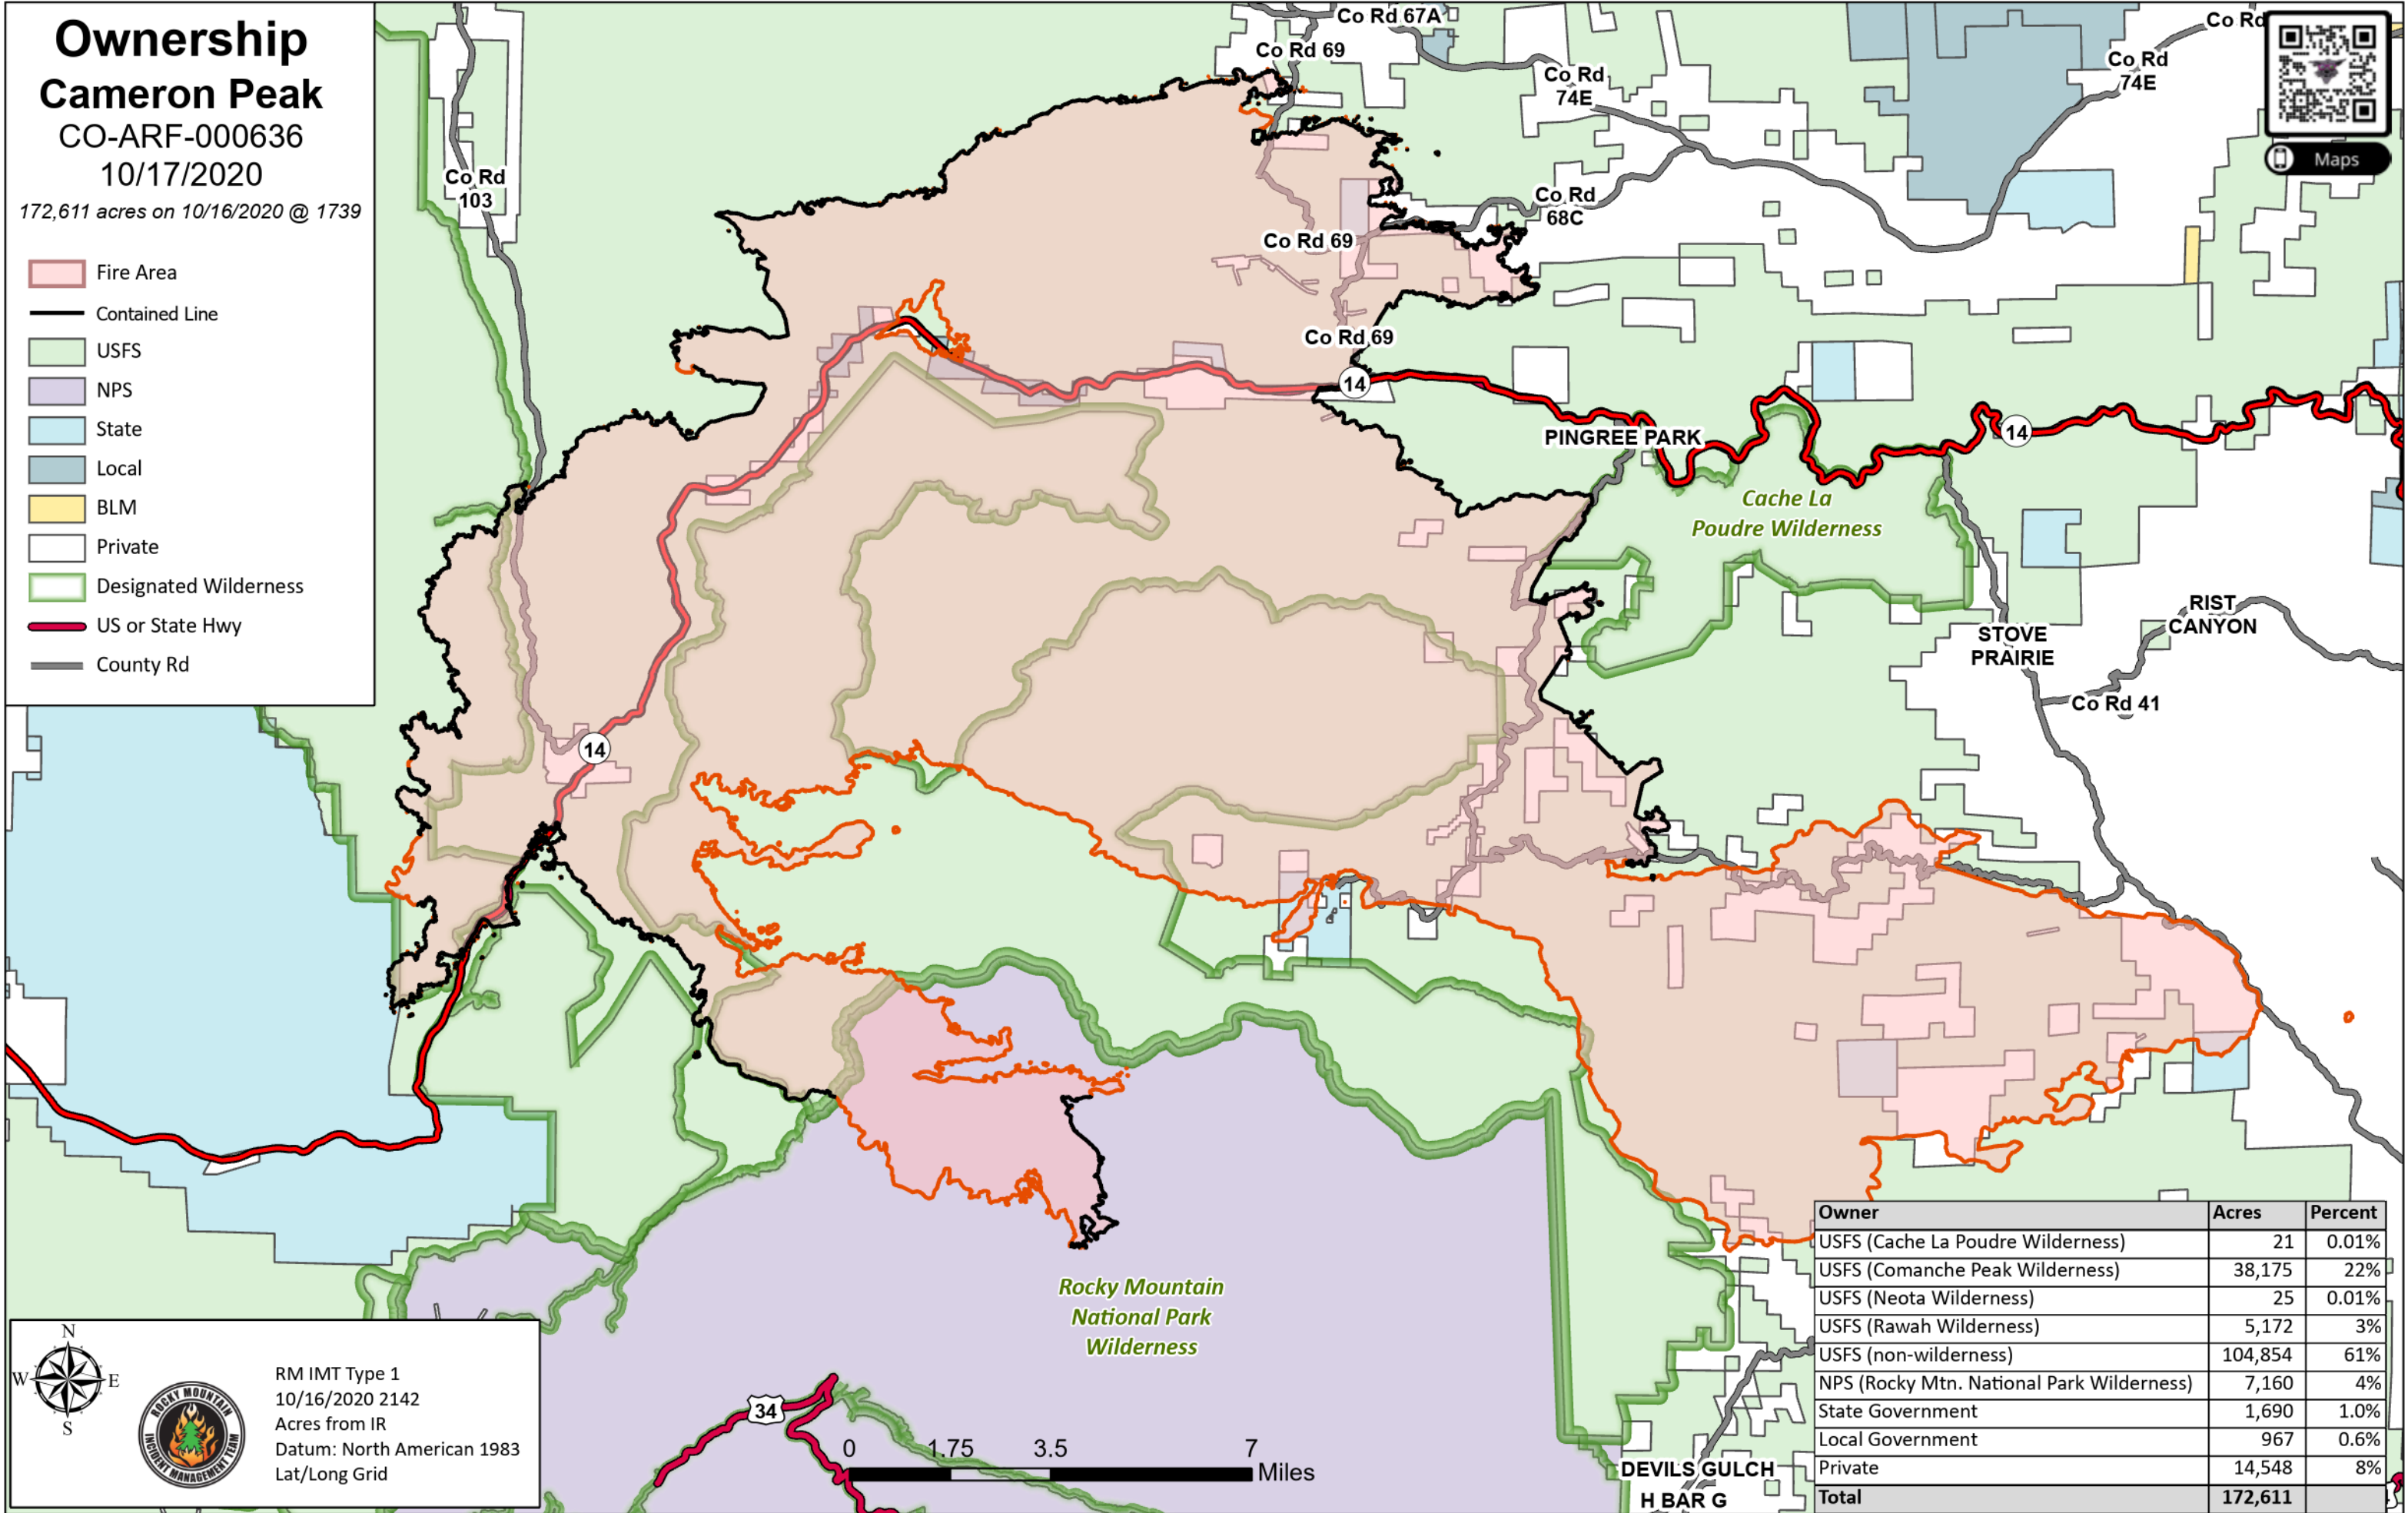 Ownership
Cameron Peak
CO-ARF-000636
10/17/2020
172,611 acres on 10/16/2020 @ 1739
Fire Area
Contained Line
USFS
NPS
State
Local
BLM
Private
Designated Wilderness
US or State Hwy
County Rd
Co Rd 67A
Co Rd 69
Co Rd
74E
Co Rd
Co Rd
74E
Maps
Co Rd
103
Co Rd
68C
Co Rd 69
Co Rd 69
14
14
PINGREE PARK
Cache La
Poudre Wilderness
RIST
CANYON
STOVE
PRAIRIE
Co Rd 41
14
Rocky Mountain
National Park
Wilderness
34
0 1.75 3.5 7
Miles
DEVILS GULCH
H BAR G
N
W E
S
ROCKY MOUNTAIN
INCIDENT MANAGEMENT TEAM
RM IMT Type 1
10/16/2020 2142
Acres from IR
Datum: North American 1983
Lat/Long Grid
Owner Acres Percent
USFS (Cache La Poudre Wilderness) 21 0.01%
USFS (Comanche Peak Wilderness) 38,175 22%
USFS (Neota Wilderness) 25 0.01%
USFS (Rawah Wilderness) 5,172 3%
USFS (non-wilderness) 104,854 61%
NPS (Rocky Mtn. National Park Wilderness) 7,160 4%
State Government 1,690 1.0%
Local Government 967 0.6%
Private 14,548 8%
Total 172,611